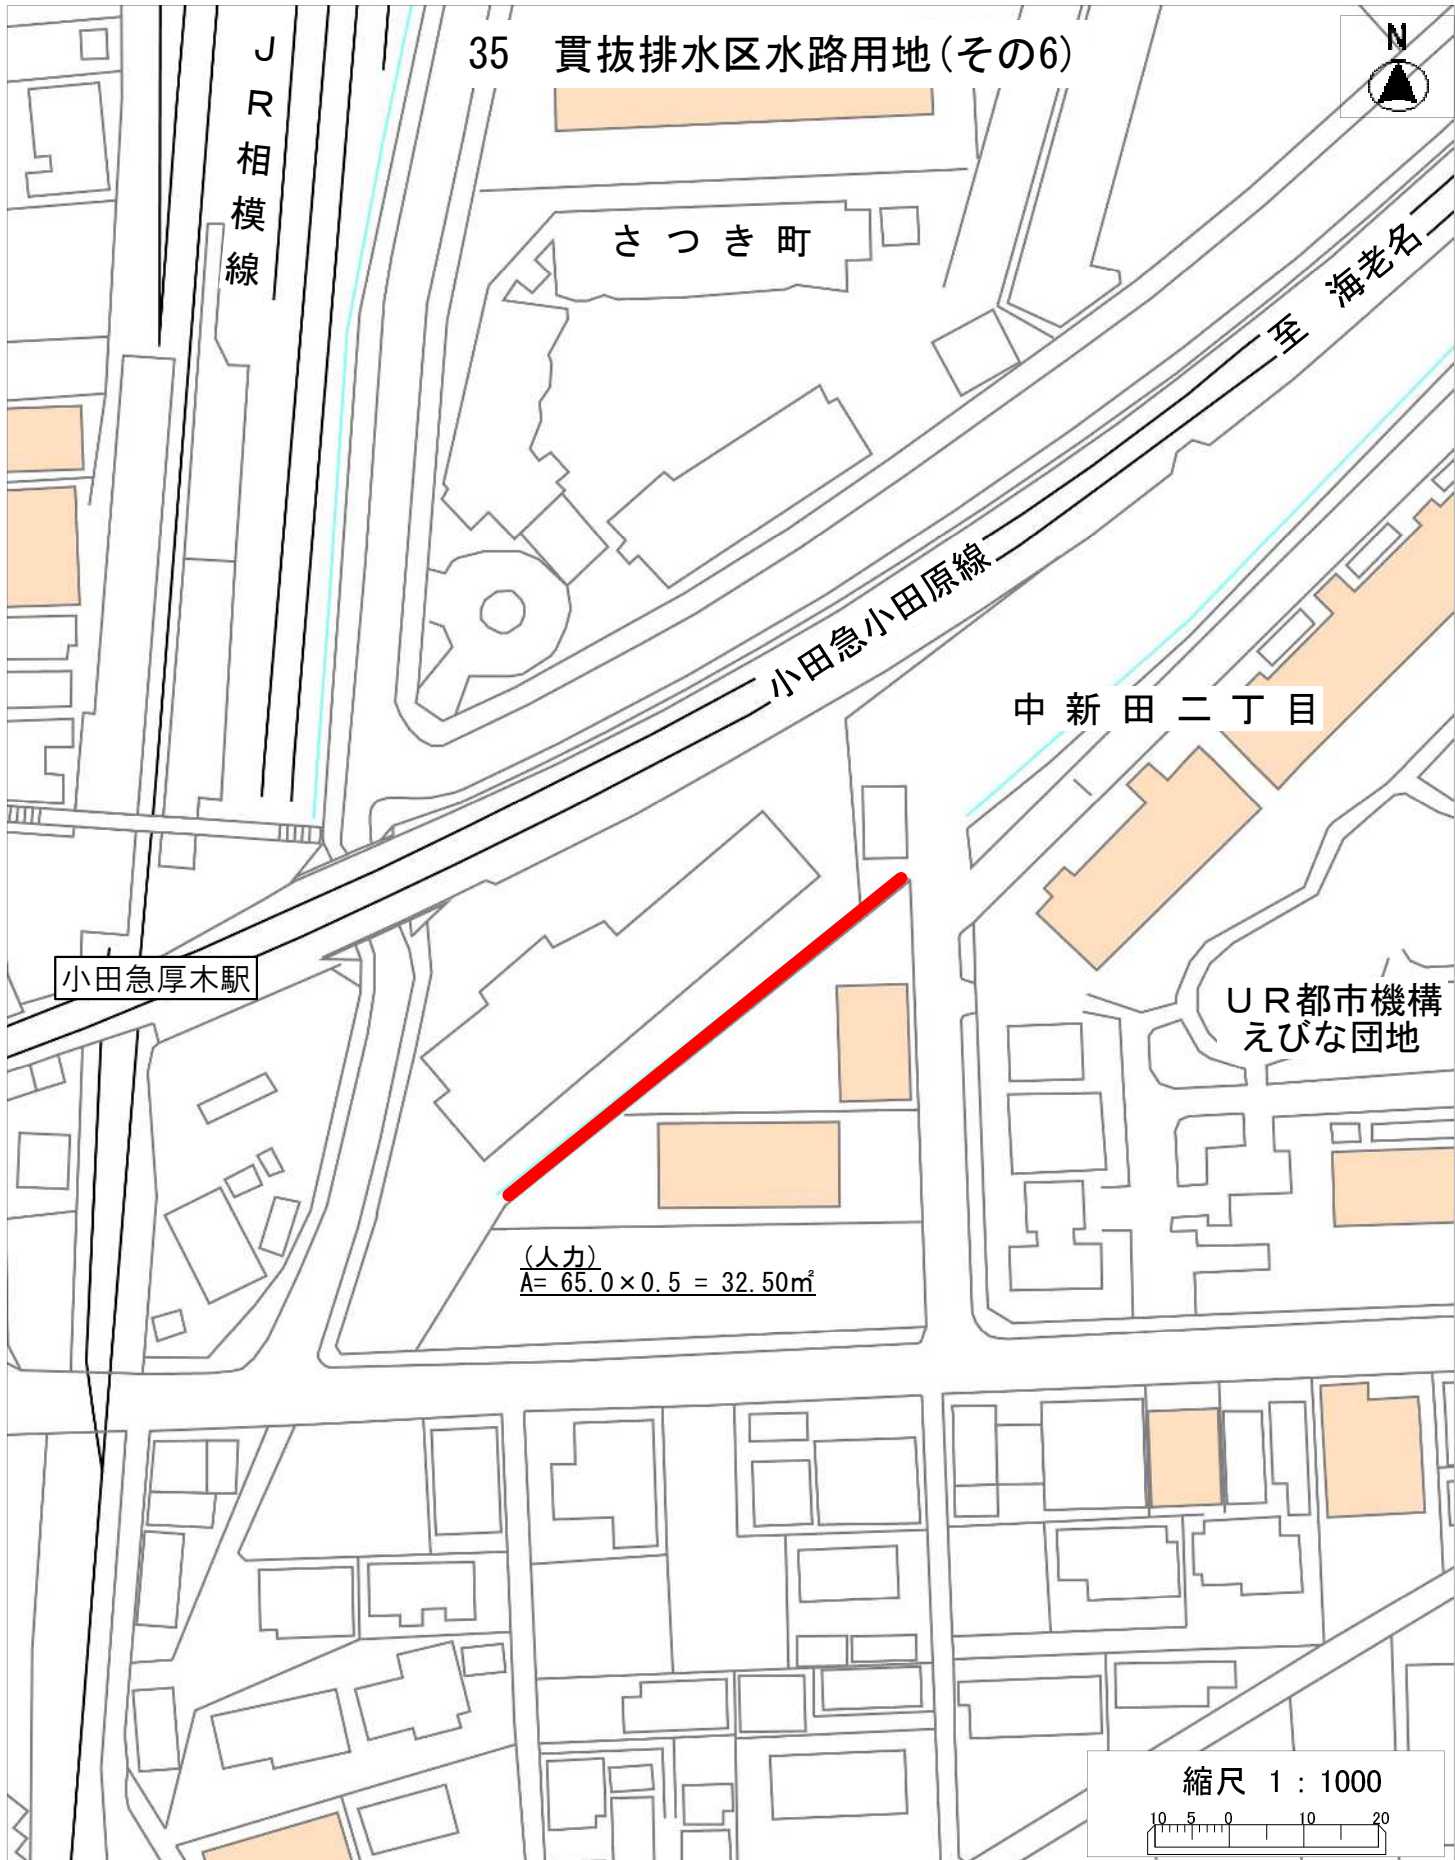 35　貫抜排水区水路用地(その6)
N
JR相模線
さつき町
至　海老名
小田急小田原線
中新田二丁目
小田急厚木駅
UR都市機構
えびな団地
(人力)
A= 65.0×0.5 = 32.50㎡
縮尺 1：1000
10 5 0 10 20